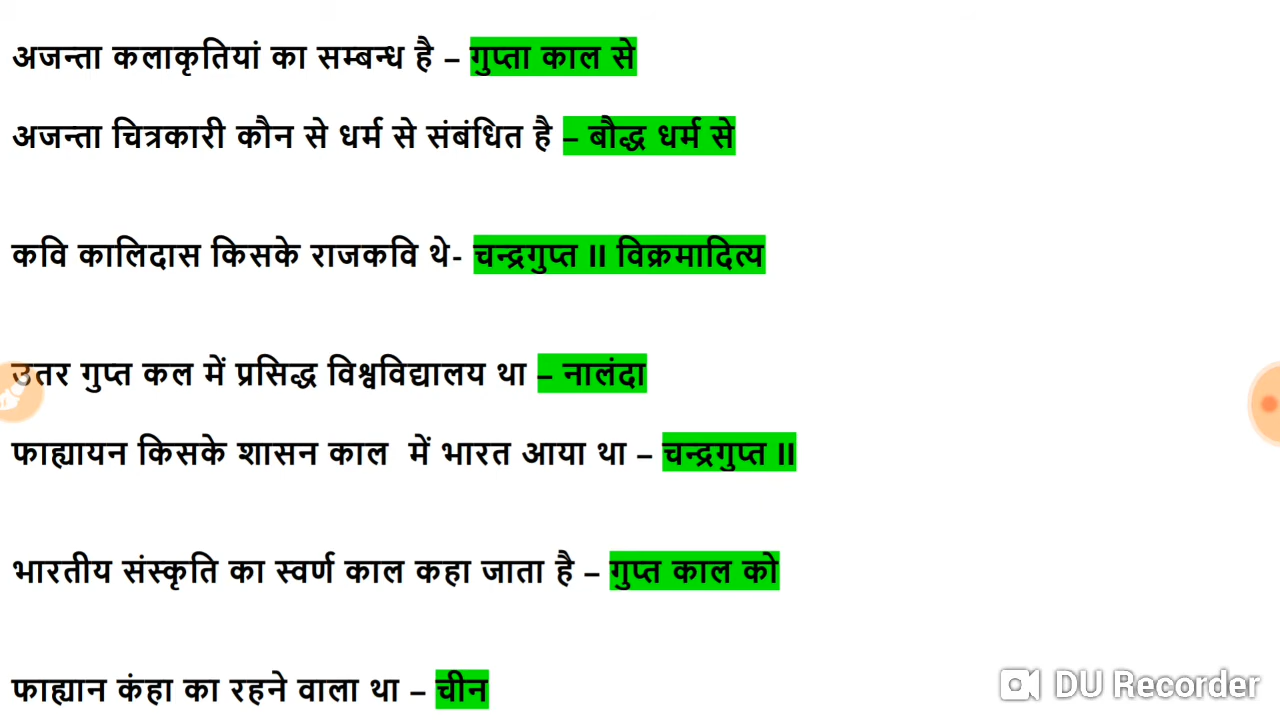 अजन्ता कलाकृतियां का सम्बन्ध है – गुप्ता काल से
अजन्ता चित्रकारी कौन से धर्म से संबंधित है – बौद्ध धर्म से
कवि कालिदास किसके राजकवि थे- चन्द्रगुप्त II विक्रमादित्य
उतर गुप्त कल में प्रसिद्ध विश्वविद्यालय था – नालंदा
फाह्यायन किसके शासन काल में भारत आया था – चन्द्रगुप्त II
भारतीय संस्कृति का स्वर्ण काल कहा जाता है – गुप्त काल को
फाह्यान कंहा का रहने वाला था – चीन
DU Recorder